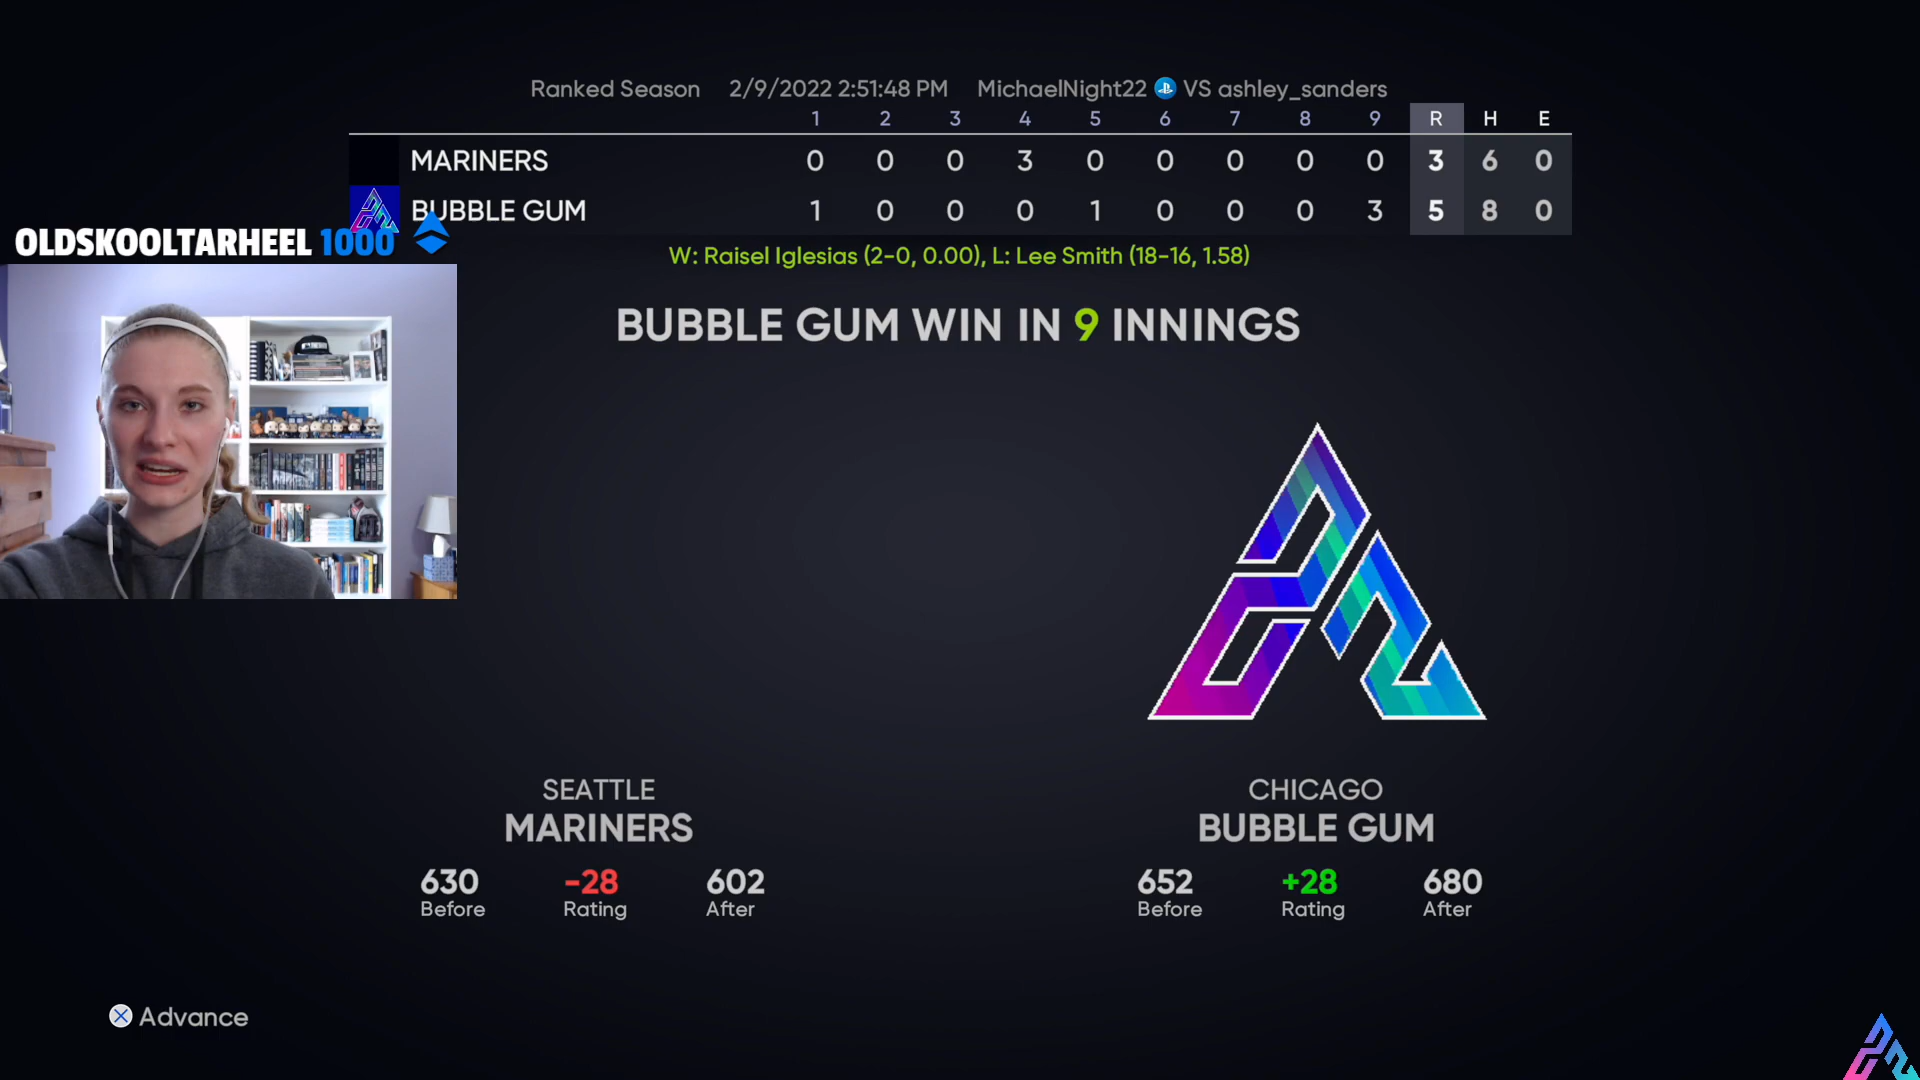 Ranked Season 2/9/2022 2:51:48 PM MichaelNight22 VS ashley_sanders
1 2 3 4 5 6 7 8 9 R H E
MARINERS 0 0 0 3 0 0 0 0 0 3 6 0
BUBBLE GUM 1 0 0 0 1 0 0 0 3 5 8 0
OLDSKOOLTARHEEL 1000
W: Raisel Iglesias (2-0, 0.00), L: Lee Smith (18-16, 1.58)
BUBBLE GUM WIN IN 9 INNINGS
SEATTLE
MARINERS
630 -28 602
Before Rating After
CHICAGO
BUBBLE GUM
652 +28 680
Before Rating After
Advance